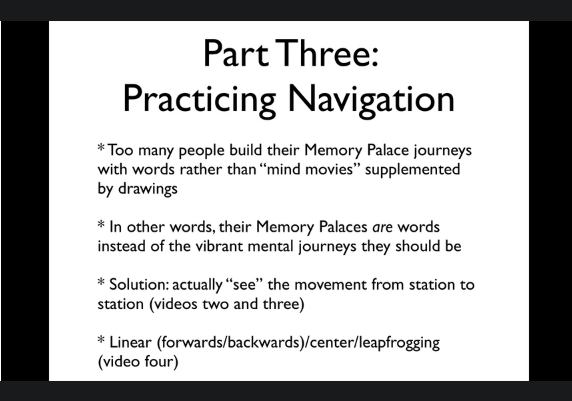 Part Three:
Practicing Navigation
* Too many people build their Memory Palace journeys
with words rather than “mind movies” supplemented
by drawings
* In other words, their Memory Palaces are words
instead of the vibrant mental journeys they should be
* Solution: actually “see” the movement from station to
station (videos two and three)
* Linear (forwards/backwards)/center/leapfrogging
(video four)